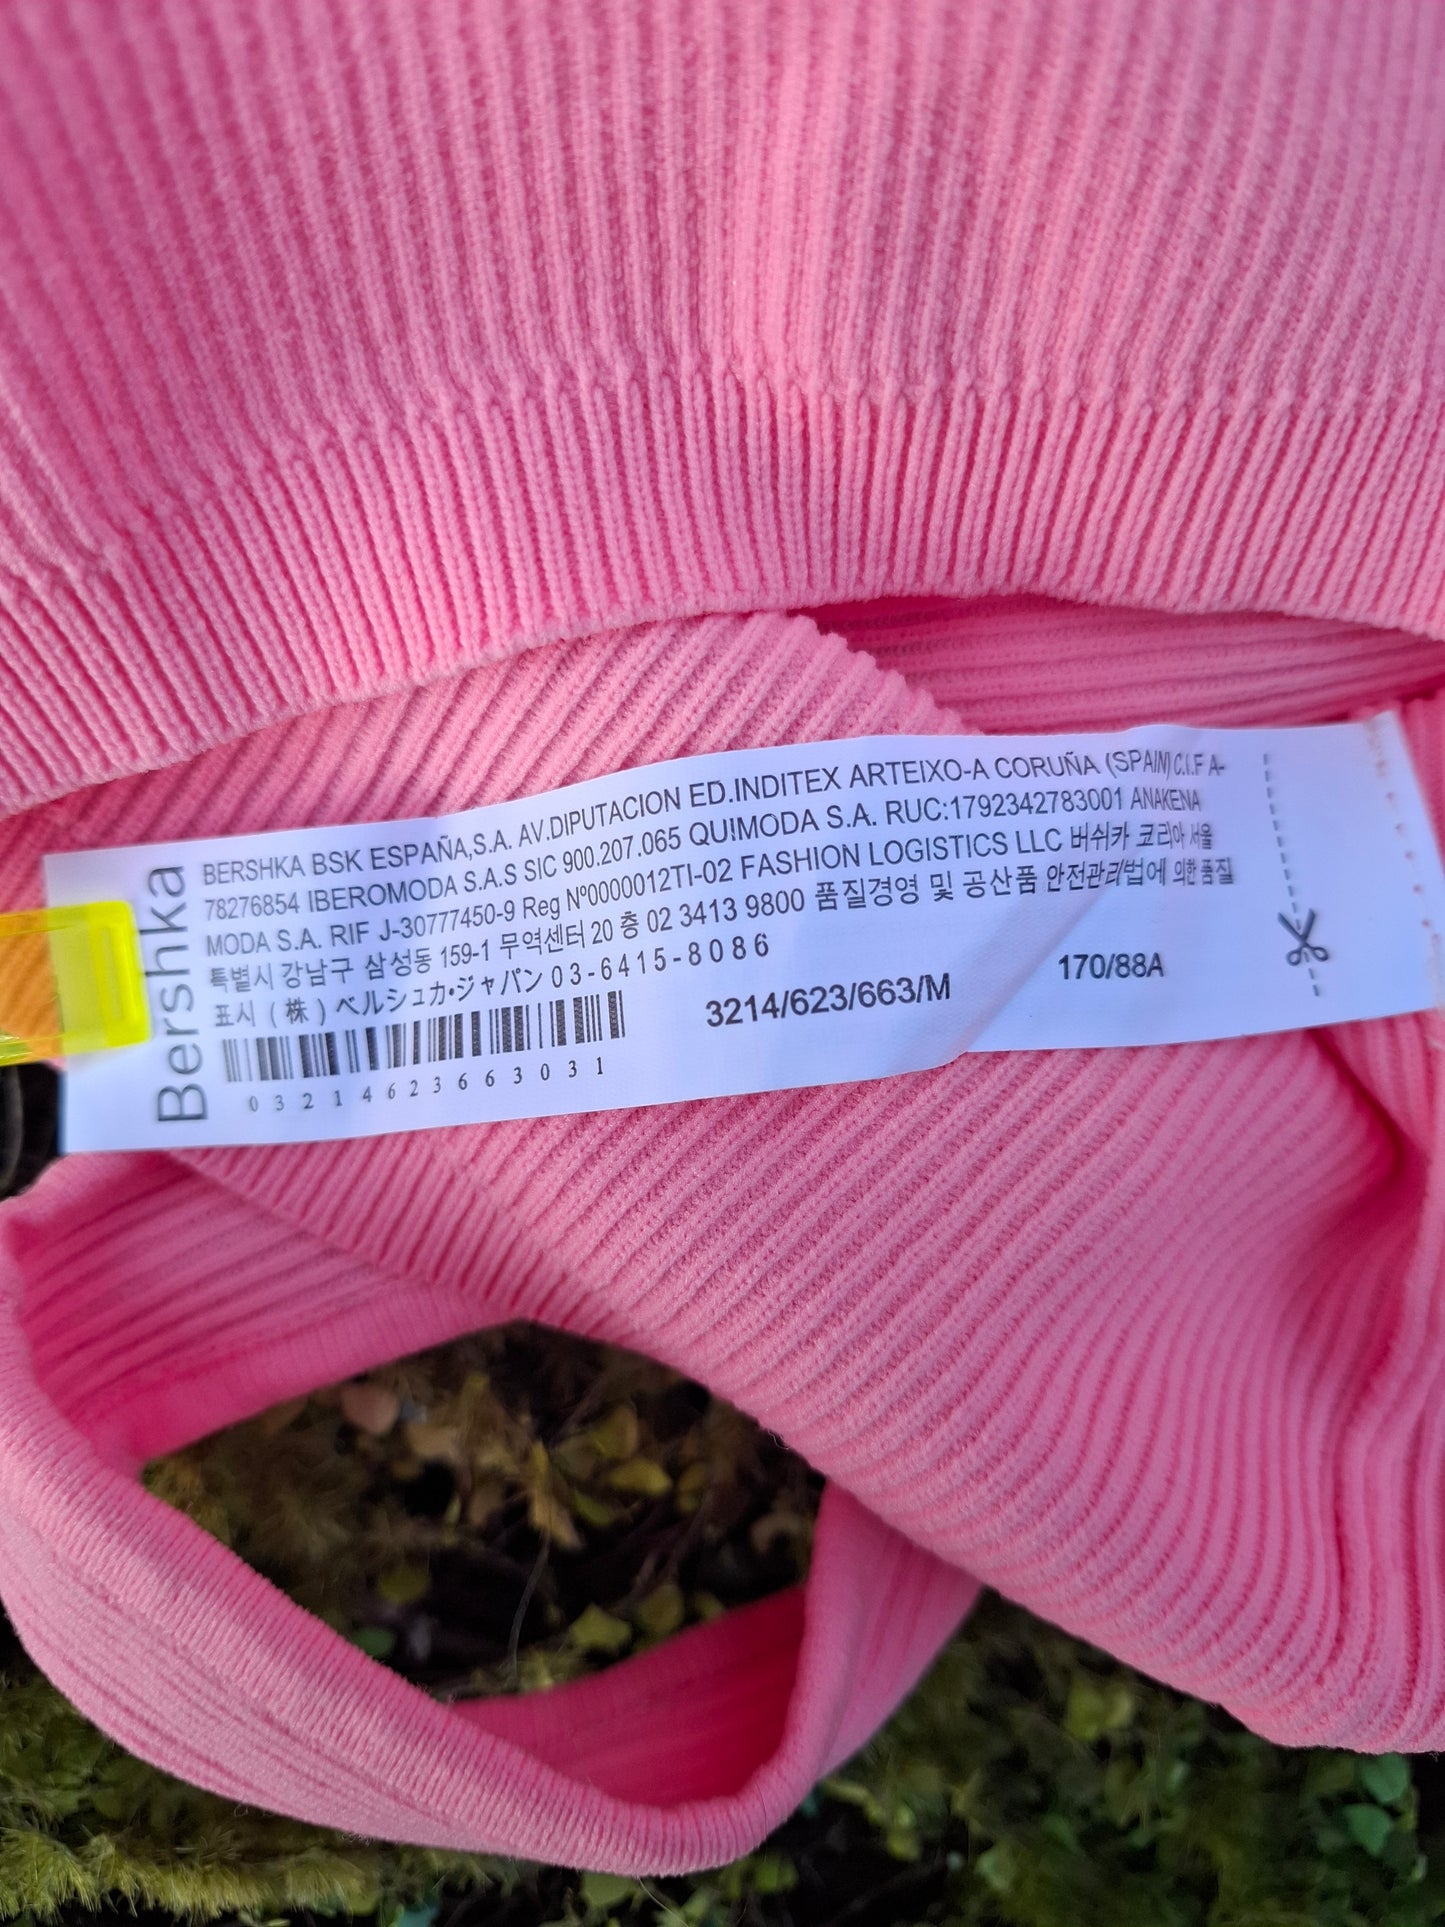 Bershka
BERSHKA BSK ESPAÑA,S.A. AV.DIPUTACION ED.INDITEX ARTEIXO-A CORUÑA (SPAIN) C.I.F A-
78276854 IBEROMODA S.A.S SIC 900.207.065 QUIMODA S.A. RUC:1792342783001 ANAKENA
MODA S.A. RIF J-30777450-9 Reg Nº0000012TI-02 FASHION LOGISTICS LLC 버쉬카 코리아 서울
특별시 강남구 삼성동 159-1 무역센터 20 층 02 3413 9800 품질경영 및 공산품 안전관리법에 의한 품질
표시 (株) ベルシュカ・ジャパン 03-6415-8086
3214/623/663/M
170/88A
03214623663031